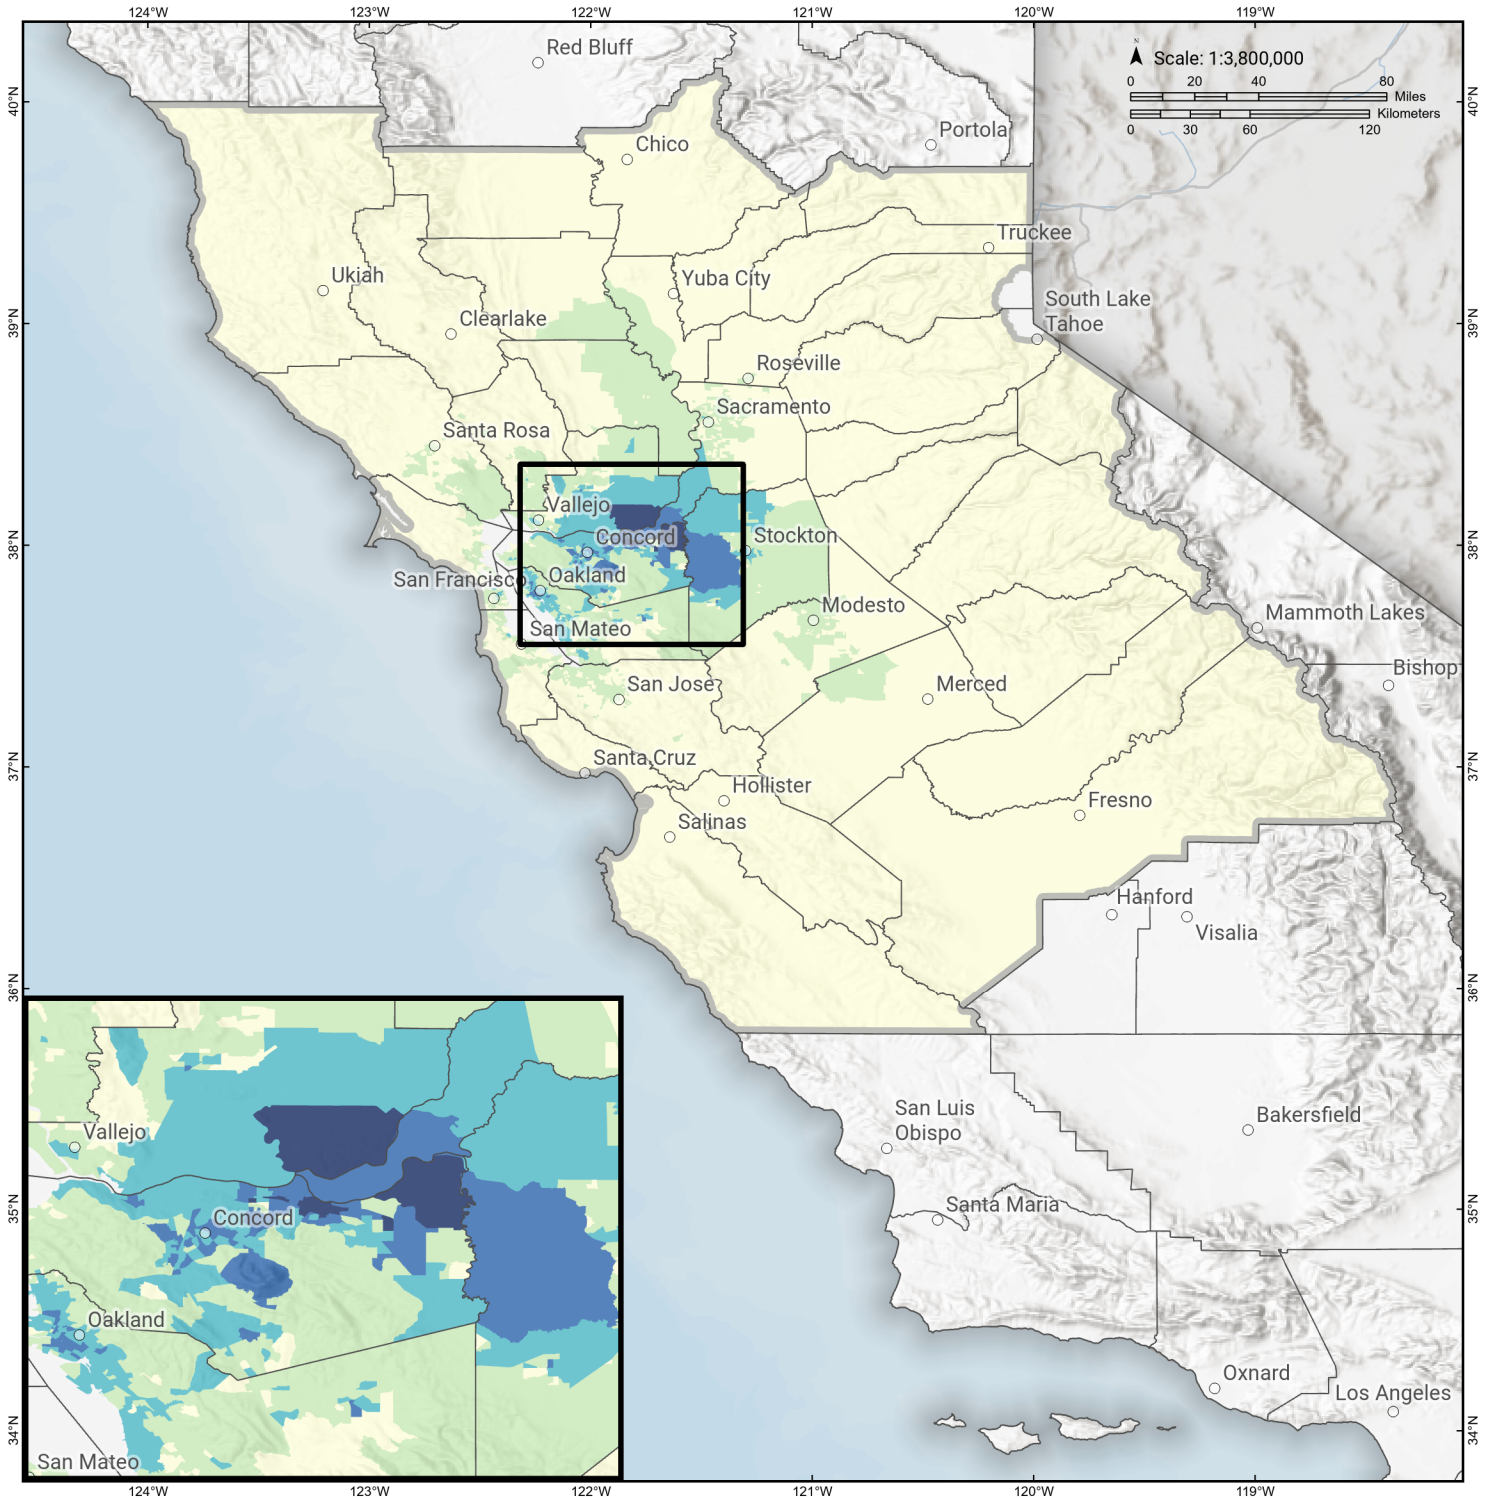 124°W 123°W 122°W 121°W 120°W 119°W
N
Scale: 1:3,800,000
0 20 40 80
Miles
Kilometers
0 30 60 120
40°N
40°N
39°N
39°N
38°N
38°N
37°N
37°N
36°N
36°N
35°N
35°N
34°N
34°N
Red Bluff
Portola
Chico
Truckee
Ukiah
Yuba City
South Lake
Tahoe
Clearlake
Roseville
Sacramento
Santa Rosa
Vallejo
Concord
Stockton
San Francisco
Oakland
Modesto
Mammoth Lakes
San Mateo
Bishop
San Jose
Merced
Santa Cruz
Hollister
Fresno
Salinas
Hanford
Visalia
San Luis
Obispo
Bakersfield
Vallejo
Santa Maria
Concord
Oakland
Oxnard
Los Angeles
San Mateo
124°W 123°W 122°W 121°W 120°W 119°W